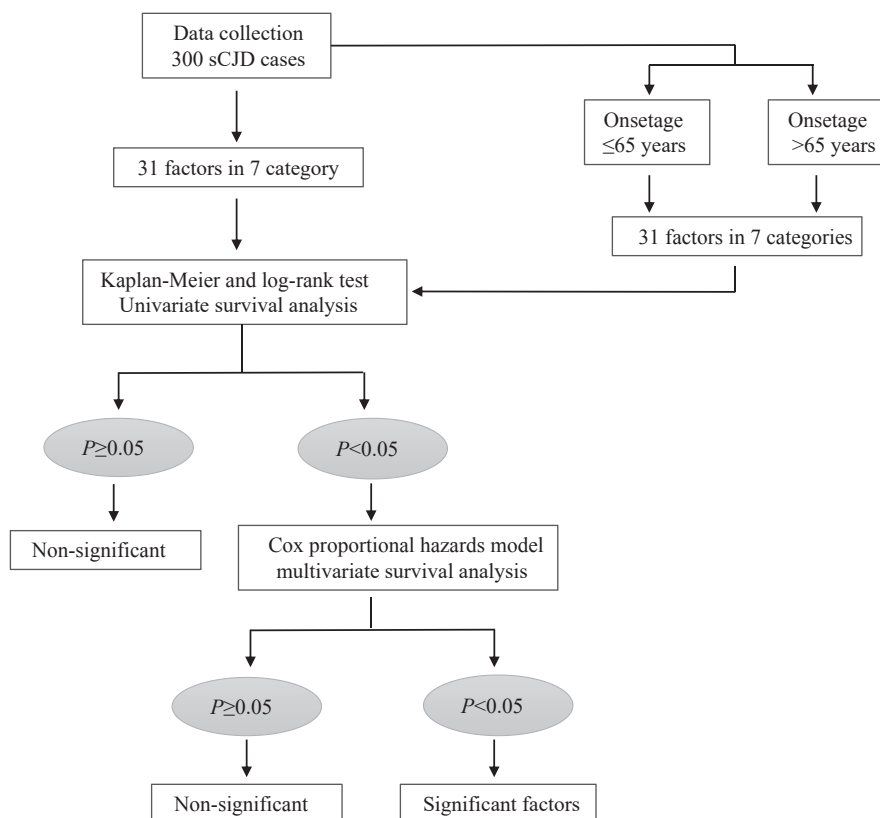 Data collection
300 sCJD cases
Onsetage
≤65 years
Onsetage
>65 years
31 factors in 7 category
31 factors in 7 categories
Kaplan-Meier and log-rank test
Univariate survival analysis
P≥0.05
P<0.05
Non-significant
Cox proportional hazards model
multivariate survival analysis
P≥0.05
P<0.05
Non-significant
Significant factors